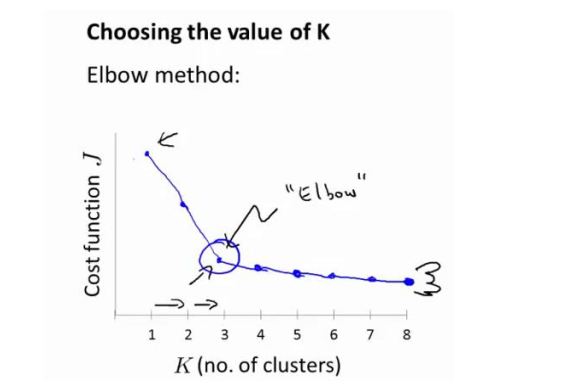 Choosing the value of K
Elbow method:
"Elbow"
Cost function J
1 2 3 4 5 6 7 8
K (no. of clusters)